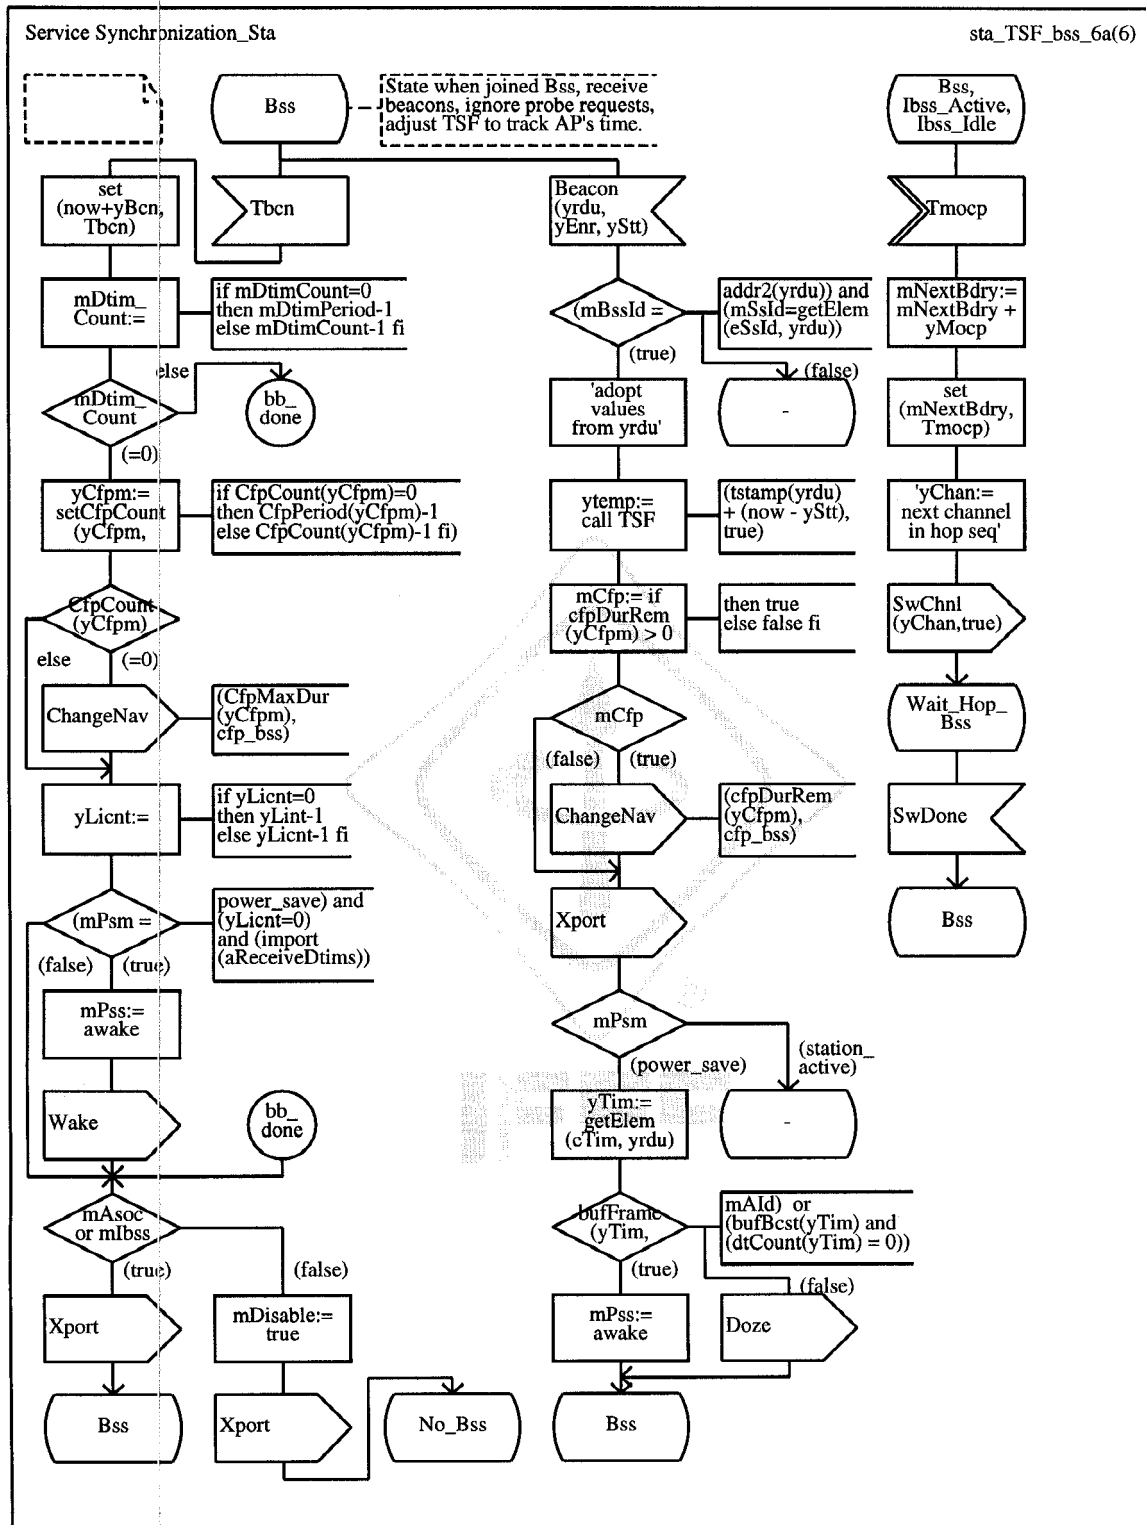 Service Synchronization_Sta
sta_TSF_bss_6a(6)
Bss
State when joined Bss, receive
beacons, ignore probe requests,
adjust TSF to track AP's time.
set
(now+yBcn,
Tbcn)
Tbcn
mDtim_
Count:=
if mDtimCount=0
then mDtimPeriod-1
else mDtimCount-1 fi
mDtim_
Count
else
bb_
done
(=0)
yCfpm:=
setCfpCount
(yCfpm,
if CfpCount(yCfpm)=0
then CfpPeriod(yCfpm)-1
else CfpCount(yCfpm)-1 fi)
CfpCount
(yCfpm)
else
(=0)
ChangeNav
(CfpMaxDur
(yCfpm),
cfp_bss)
yLicnt:=
if yLicnt=0
then yLint-1
else yLicnt-1 fi
(mPsm =
power_save) and
(yLicnt=0)
and (import
(aReceiveDtims))
(false)
(true)
mPss:=
awake
Wake
bb_
done
mAsoc
or mIbss
(true)
(false)
Xport
mDisable:=
true
Bss
Xport
No_Bss
Beacon
(yrdu,
yEnr, yStt)
(mBssId =
addr2(yrdu)) and
(mSsId=getElem
(eSsId, yrdu))
(true)
(false)
'adopt
values
from yrdu'
-
ytemp:=
call TSF
(tstamp(yrdu)
+ (now - yStt),
true)
mCfp:= if
cfpDurRem
(yCfpm) > 0
then true
else false fi
mCfp
(false)
(true)
ChangeNav
(cfpDurRem
(yCfpm),
cfp_bss)
Xport
mPsm
(power_save)
(station_
active)
yTim:=
getElem
(cTim, yrdu)
-
bufFrame
(yTim,
mAId) or
(bufBcst(yTim) and
(dtCount(yTim) = 0))
(true)
(false)
mPss:=
awake
Doze
Bss
Bss,
Ibss_Active,
Ibss_Idle
Tmocp
mNextBdry:=
mNextBdry +
yMocp
set
(mNextBdry,
Tmocp)
'yChan:=
next channel
in hop seq'
SwChnl
(yChan,true)
Wait_Hop_
Bss
SwDone
Bss
IEEE